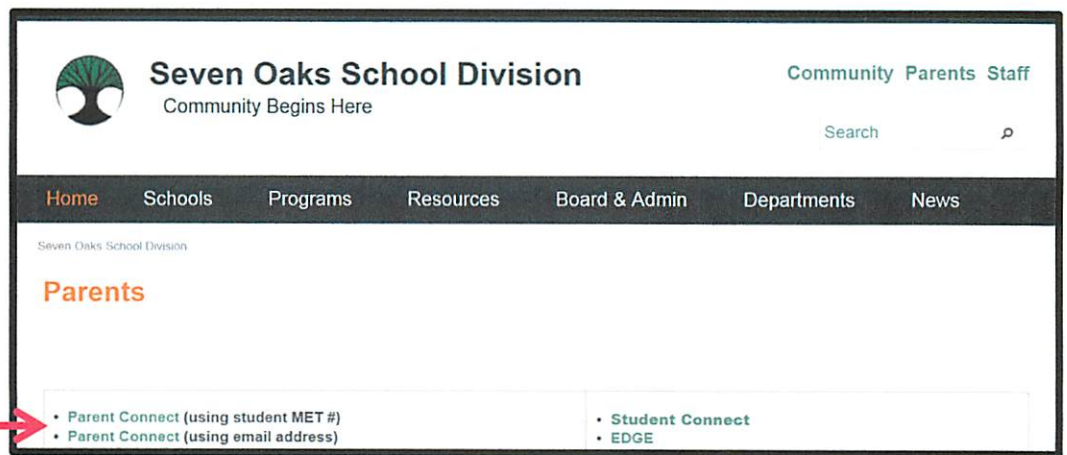 Seven Oaks School Division
Community Begins Here
Community Parents Staff
Search
Home Schools Programs Resources Board & Admin Departments News
Seven Oaks School Division
Parents
• Parent Connect (using student MET #)
• Parent Connect (using email address)
• Student Connect
• EDGE